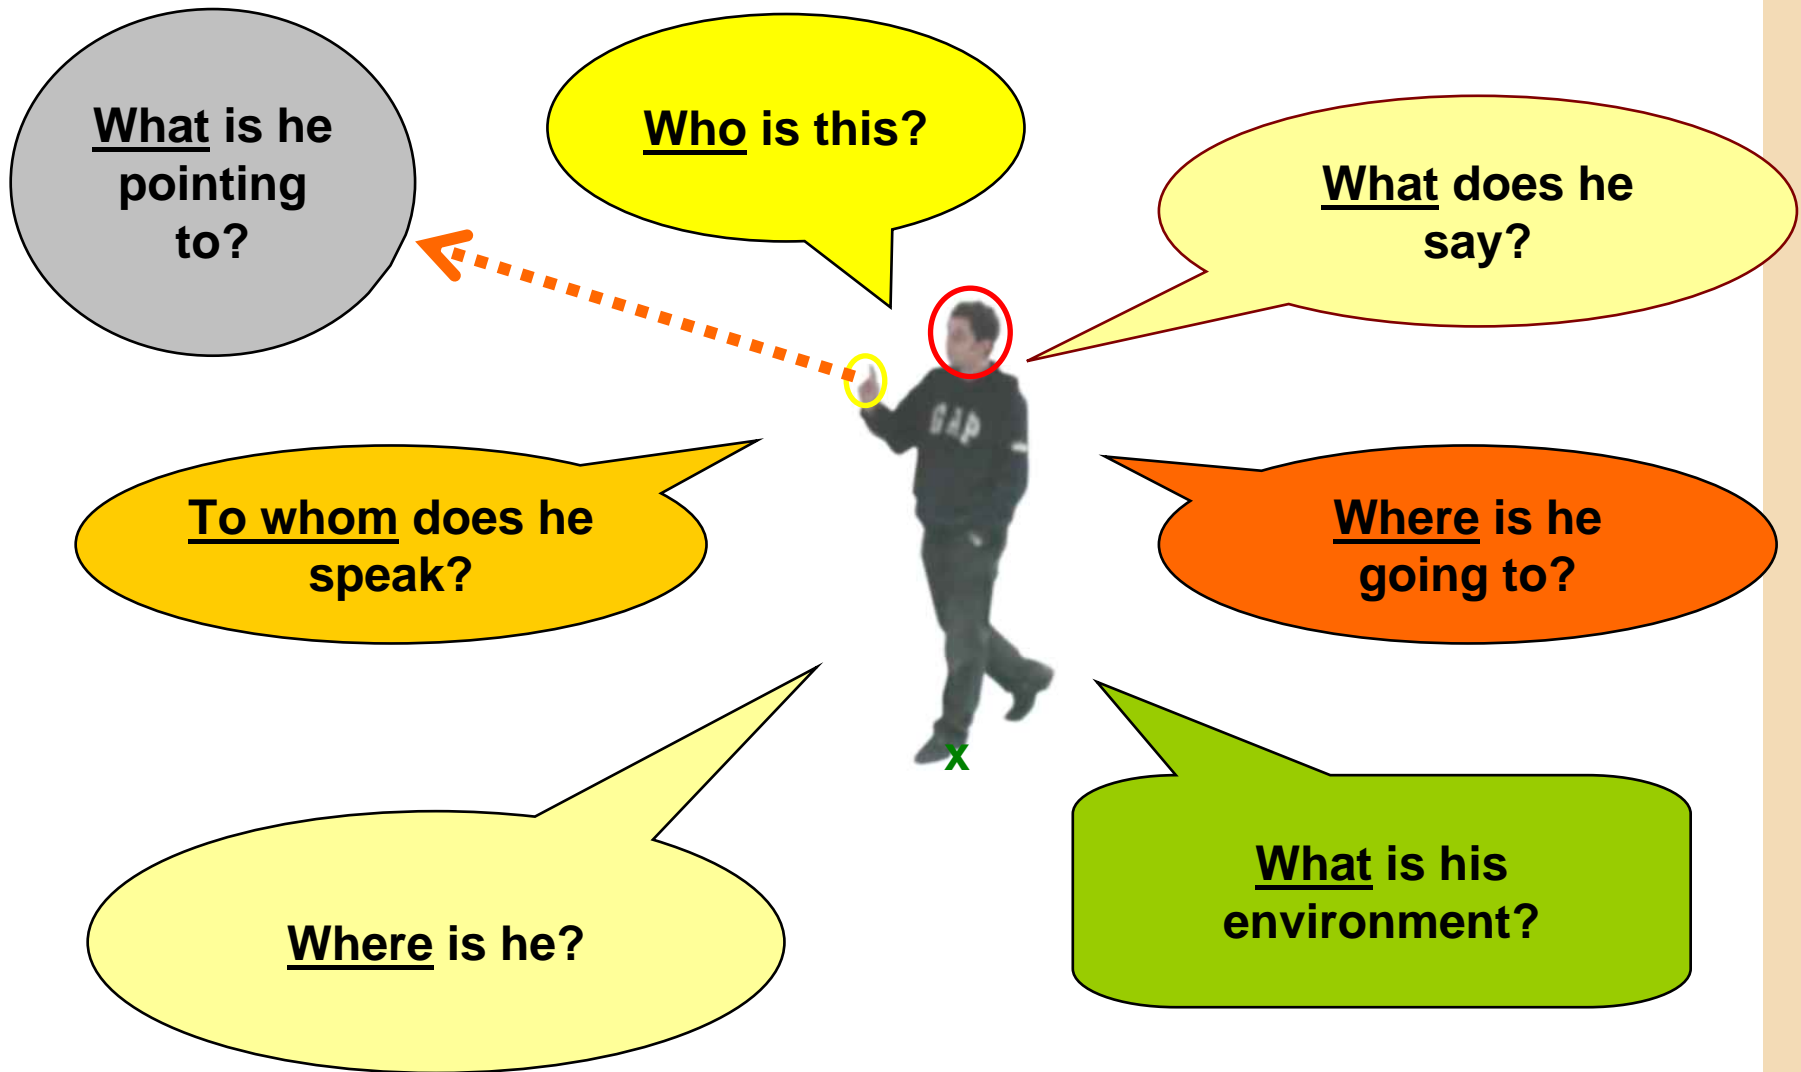 What is he
pointing
to?
Who is this?
What does he
say?
GAP
To whom does he
speak?
Where is he
going to?
x
Where is he?
What is his
environment?